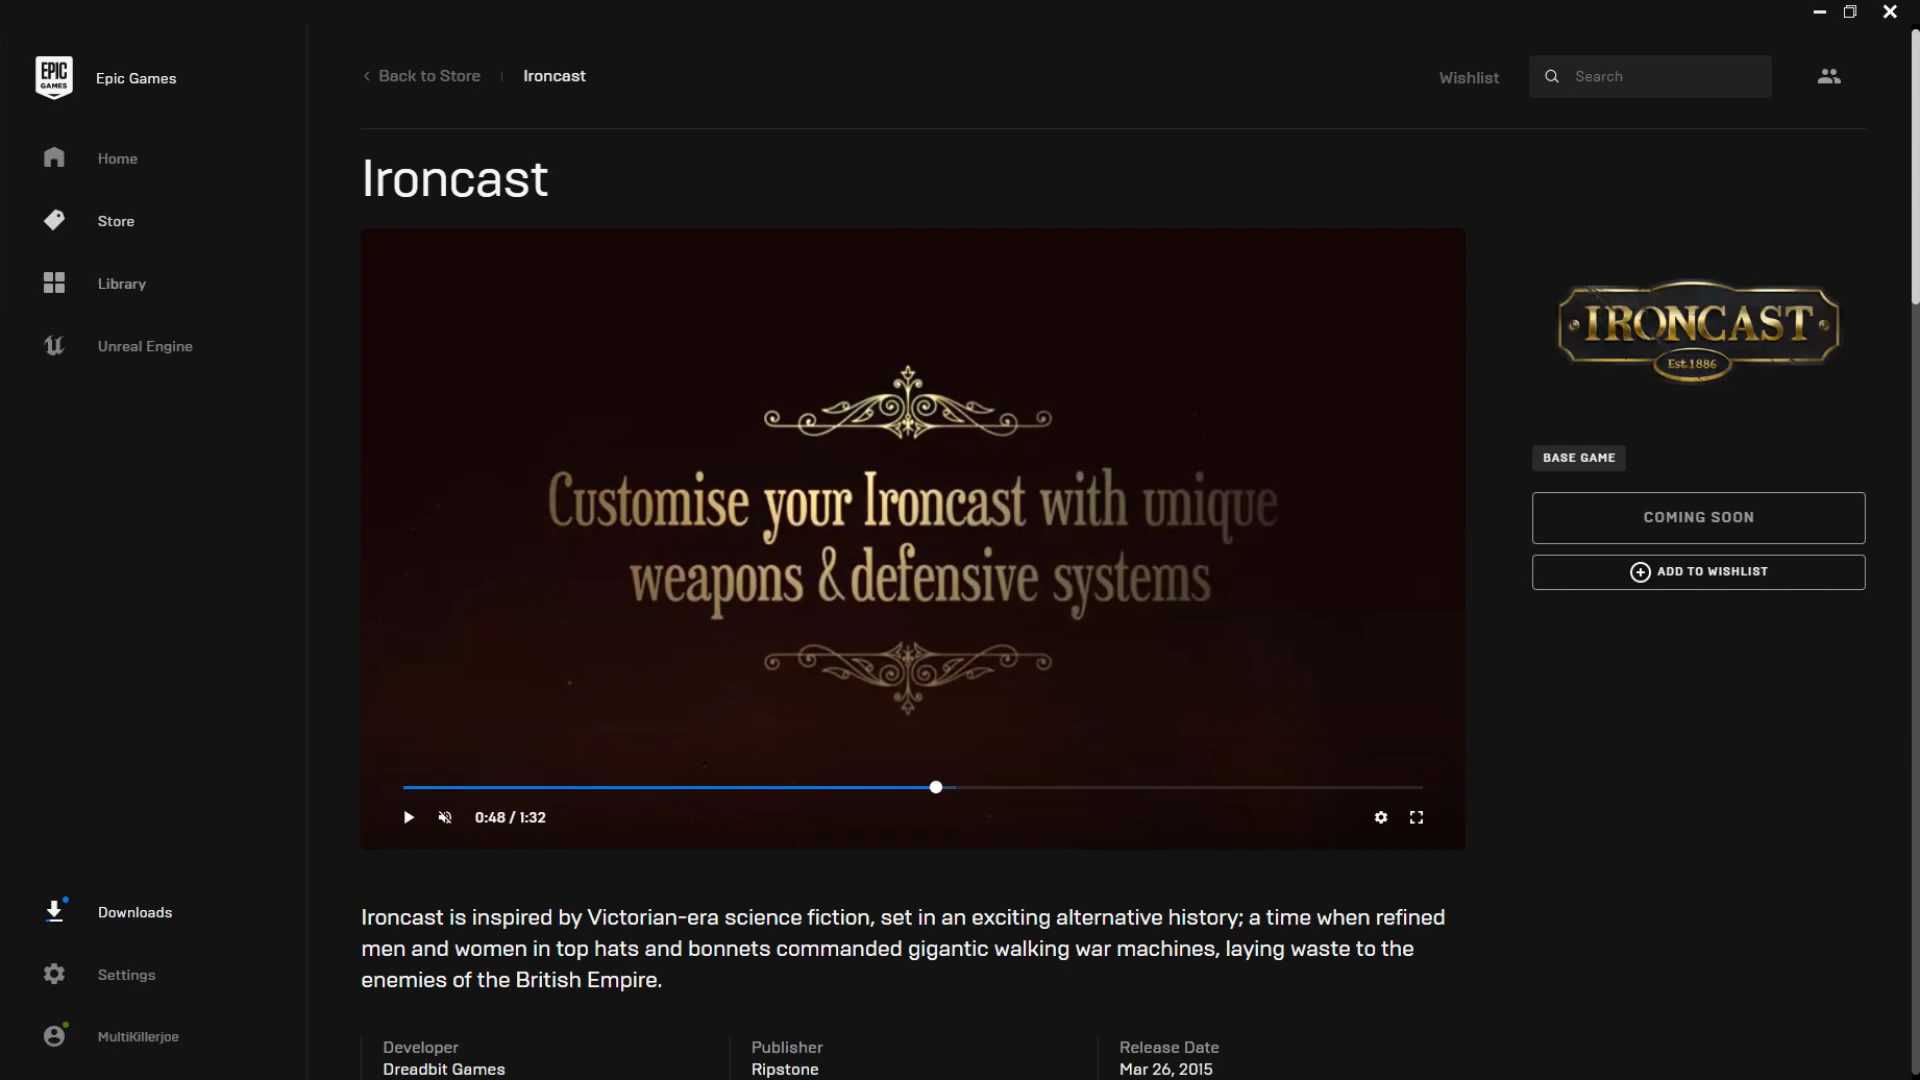 EPIC
GAMES
Epic Games
Back to Store
Ironcast
Wishlist
Search
Home
Store
Library
Unreal Engine
Ironcast
Customise your Ironcast with unique
weapons & defensive systems
0:48 / 1:32
IRONCAST
Est.1886
BASE GAME
COMING SOON
ADD TO WISHLIST
Ironcast is inspired by Victorian-era science fiction, set in an exciting alternative history; a time when refined
men and women in top hats and bonnets commanded gigantic walking war machines, laying waste to the
enemies of the British Empire.
Downloads
Settings
MultiKillerjoe
Developer
Dreadbit Games
Publisher
Ripstone
Release Date
Mar 26, 2015